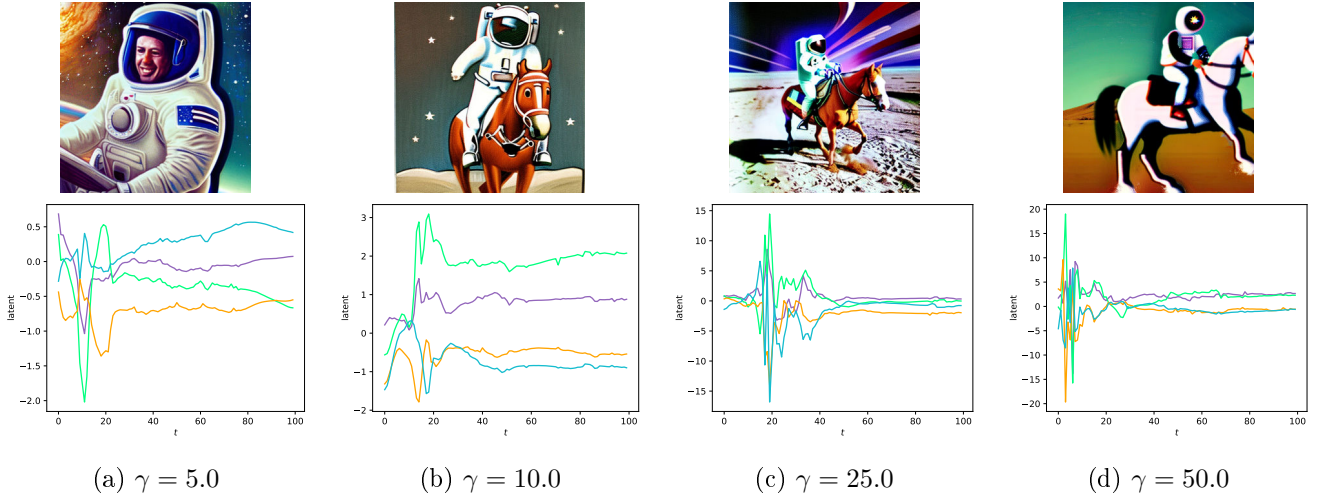 0.5
0.0
−0.5
−1.0
−1.5
−2.0
latent
0 20 40 60 80 100
t
(a) γ = 5.0
3
2
1
0
−1
−2
latent
0 20 40 60 80 100
t
(b) γ = 10.0
15
10
5
0
−5
−10
−15
latent
0 20 40 60 80 100
t
(c) γ = 25.0
20
15
10
5
0
−5
−10
−15
−20
latent
0 20 40 60 80 100
t
(d) γ = 50.0